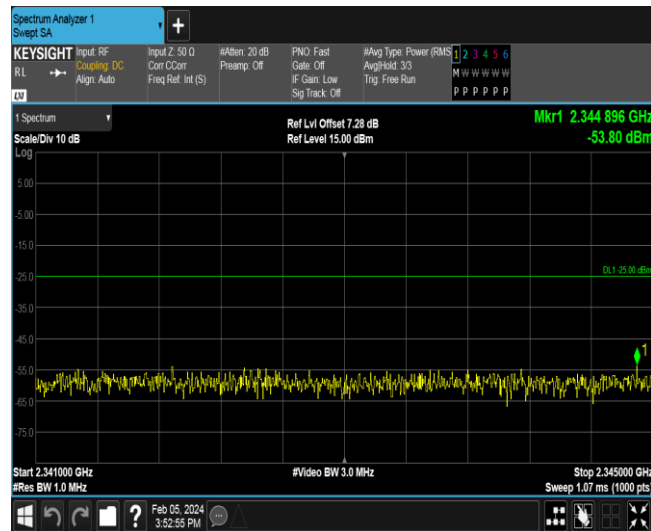 Spectrum Analyzer 1
Swept SA
KEYSIGHT
RL
LXI
Input: RF
Coupling: DC
Align: Auto
Input Z: 50 Ω
Corr CCorr
Freq Ref: Int (S)
#Atten: 20 dB
Preamp: Off
PNO: Fast
Gate: Off
IF Gain: Low
Sig Track: Off
#Avg Type: Power (RMS
Avg|Hold: 3/3
Trig: Free Run
1 2 3 4 5 6
M W W W W W
P P P P P P
1 Spectrum
Scale/Div 10 dB
Log
Ref Lvl Offset 7.28 dB
Ref Level 15.00 dBm
Mkr1 2.344 896 GHz
-53.80 dBm
5.00
-5.00
-15.0
-25.0
DL1 -25.00 dBm
-35.0
-45.0
1
-55.0
-65.0
-75.0
Start 2.341000 GHz
#Res BW 1.0 MHz
#Video BW 3.0 MHz
Stop 2.345000 GHz
Sweep 1.07 ms (1000 pts)
?
Feb 05, 2024
3:52:55 PM